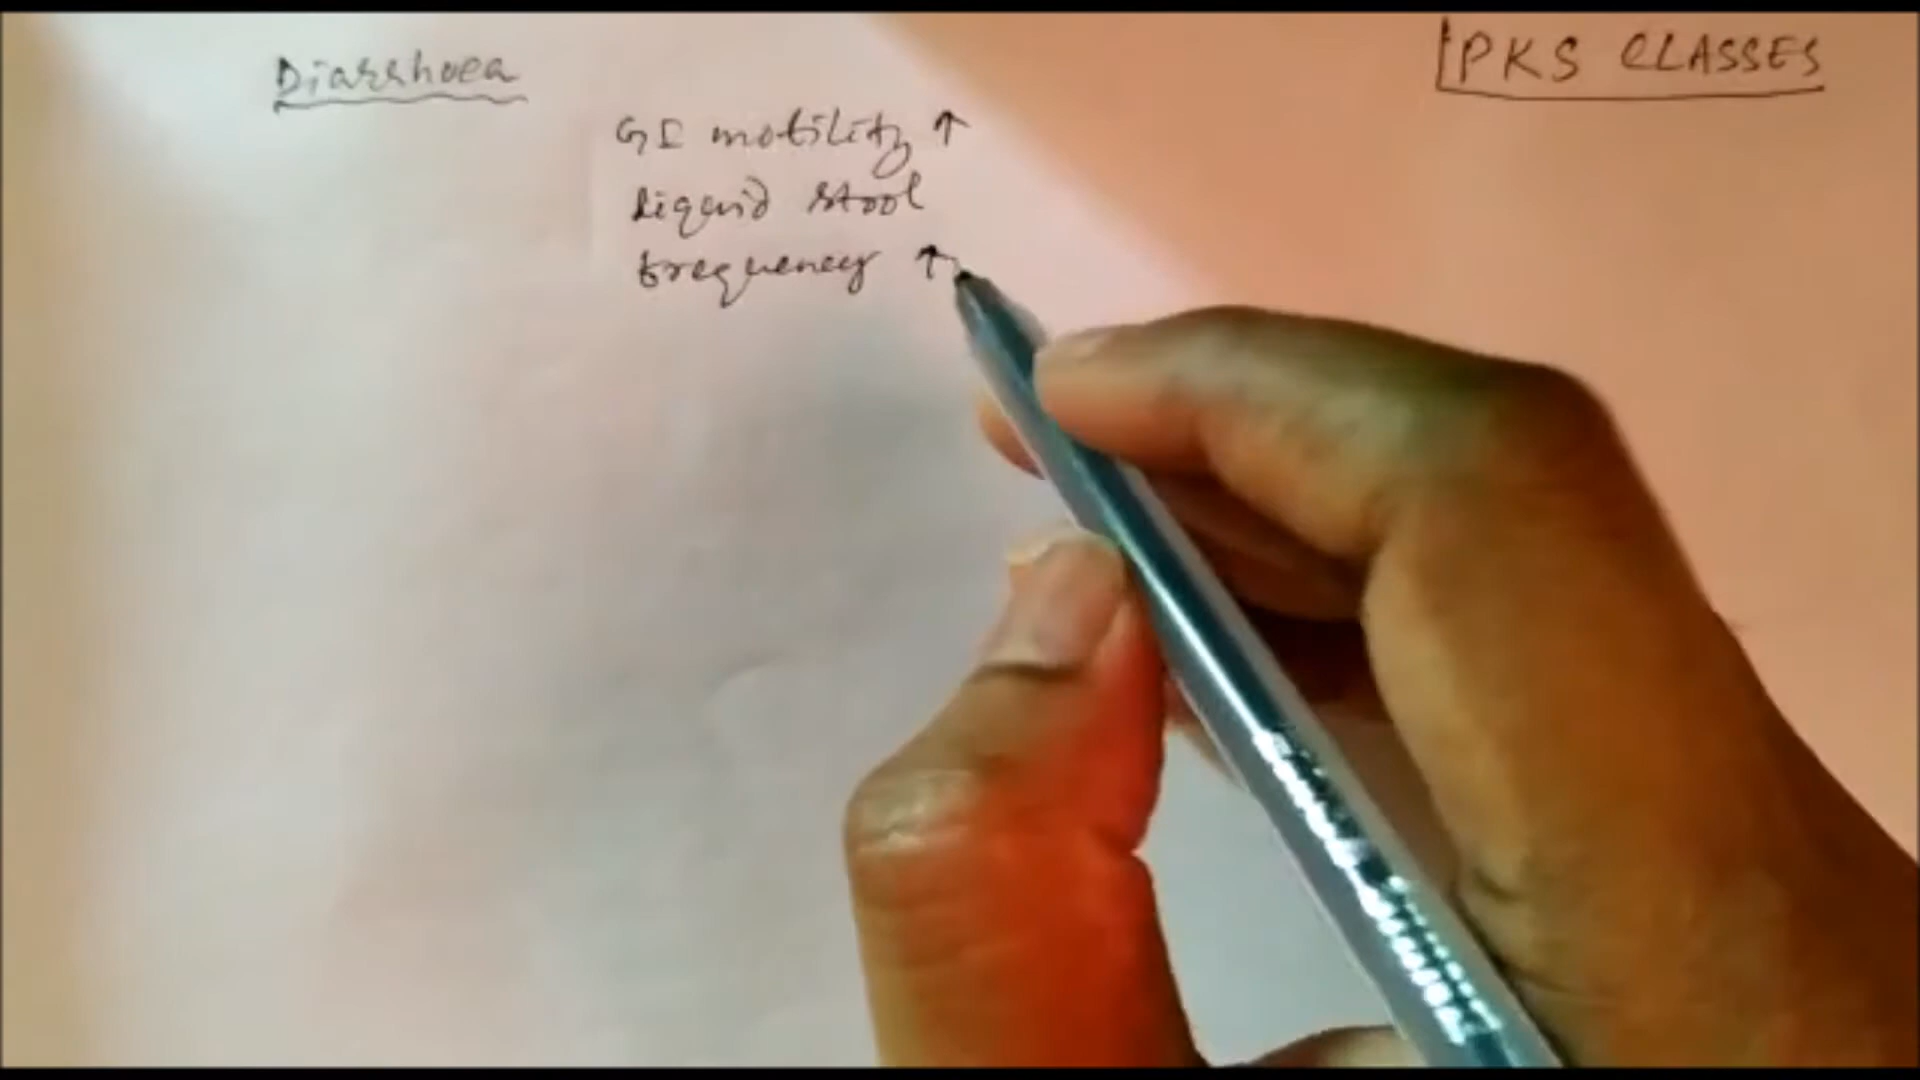 Diarrhoea
PKS CLASSES
GI motility ↑
liquid stool
frequency ↑